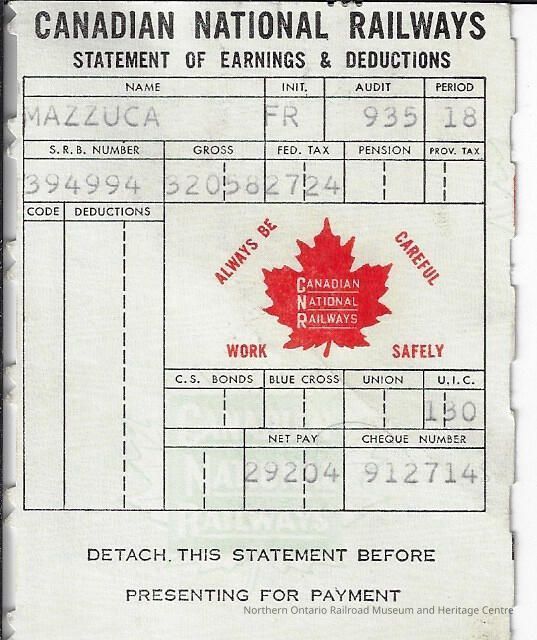 CANADIAN NATIONAL RAILWAYS
STATEMENT OF EARNINGS & DEDUCTIONS
NAME INIT. AUDIT PERIOD
MAZZUCA FR 935 18
S.R.B. NUMBER GROSS FED. TAX PENSION PROV. TAX
394994 32058 2724
CODE DEDUCTIONS
ALWAYS BE CAREFUL
CANADIAN
NATIONAL
RAILWAYS
WORK SAFELY
C.S. BONDS BLUE CROSS UNION U.I.C.
130
NET PAY CHEQUE NUMBER
29204 912714
CANADIAN
NATIONAL
RAILWAYS
DETACH THIS STATEMENT BEFORE
PRESENTING FOR PAYMENT
Northern Ontario Railroad Museum and Heritage Centre